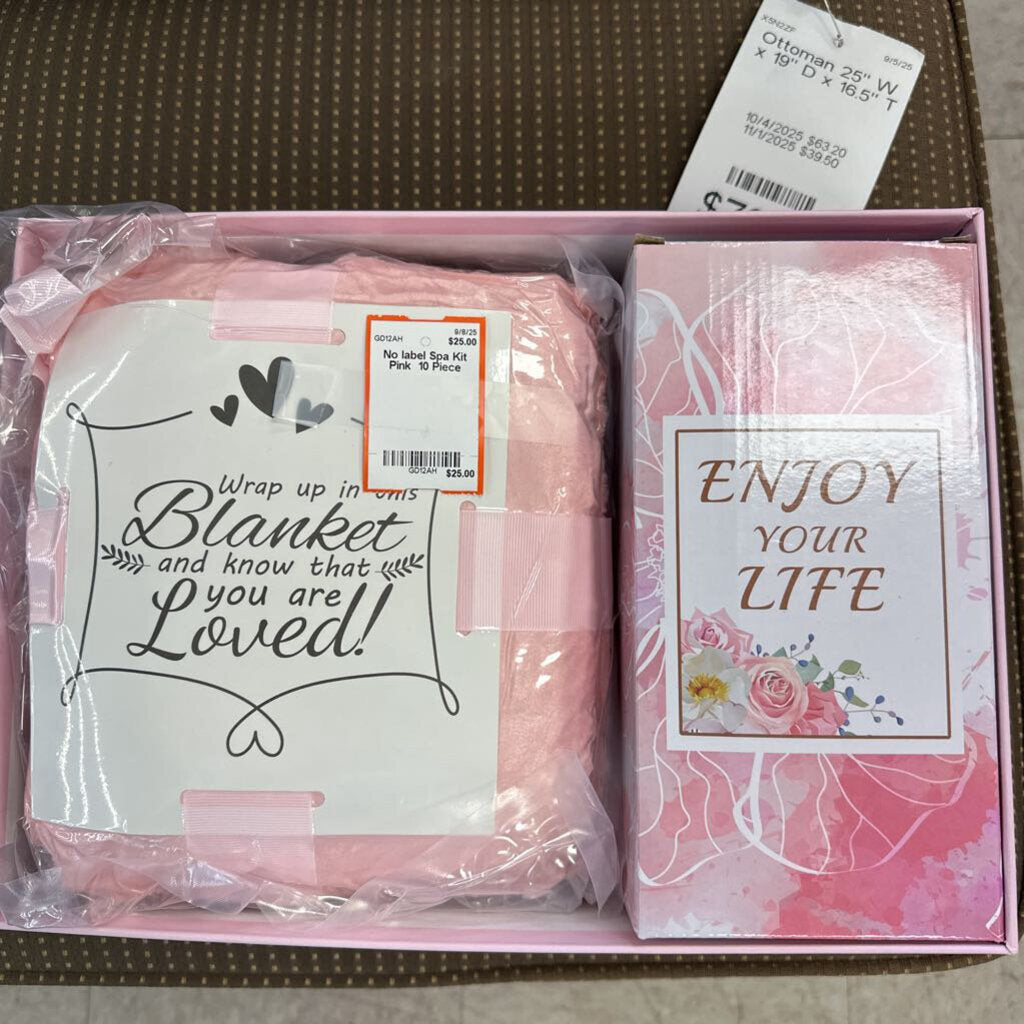 X5N2ZF
9/5/25
Ottoman 25" W
x 19" D x 16.5" T
10/4/2025 $63.20
11/1/2025 $39.50
GD12AH
9/8/25
$25.00
No label Spa Kit
Pink 10 Piece
GD12AH $25.00
Wrap up in this
Blanket
and know that
you are
Loved!
ENJOY
YOUR
LIFE